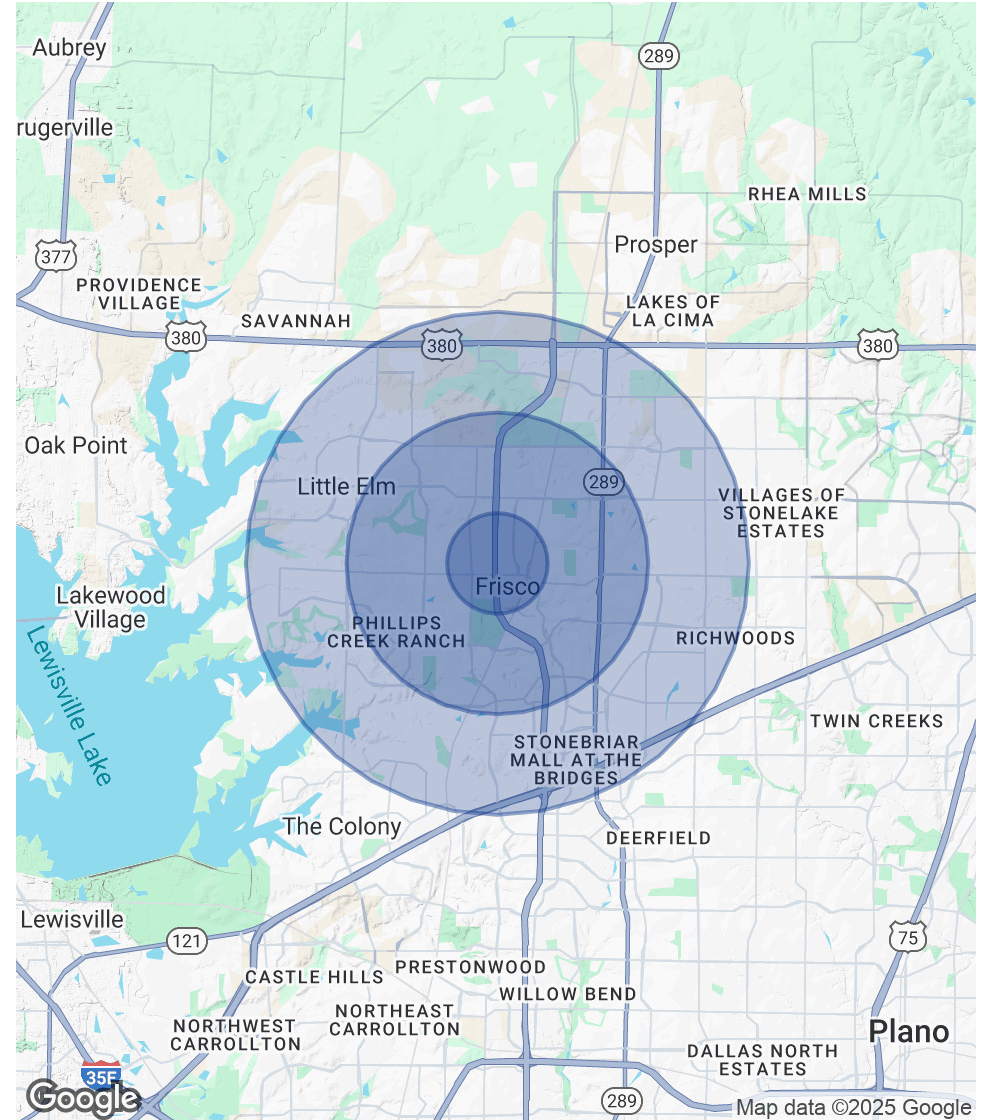 Aubrey
289
rugerville
RHEA MILLS
Prosper
377
PROVIDENCE
VILLAGE
LAKES OF
LA CIMA
SAVANNAH
380
380
380
Oak Point
Little Elm
289
VILLAGES OF
STONELAKE
ESTATES
Frisco
Lakewood
Village
PHILLIPS
CREEK RANCH
RICHWOODS
Lewisville Lake
TWIN CREEKS
STONEBRIAR
MALL AT THE
BRIDGES
The Colony
DEERFIELD
Lewisville
121
75
CASTLE HILLS
PRESTONWOOD
WILLOW BEND
NORTHWEST
CARROLLTON
NORTHEAST
CARROLLTON
Plano
DALLAS NORTH
ESTATES
35E
289
Google
Map data ©2025 Google